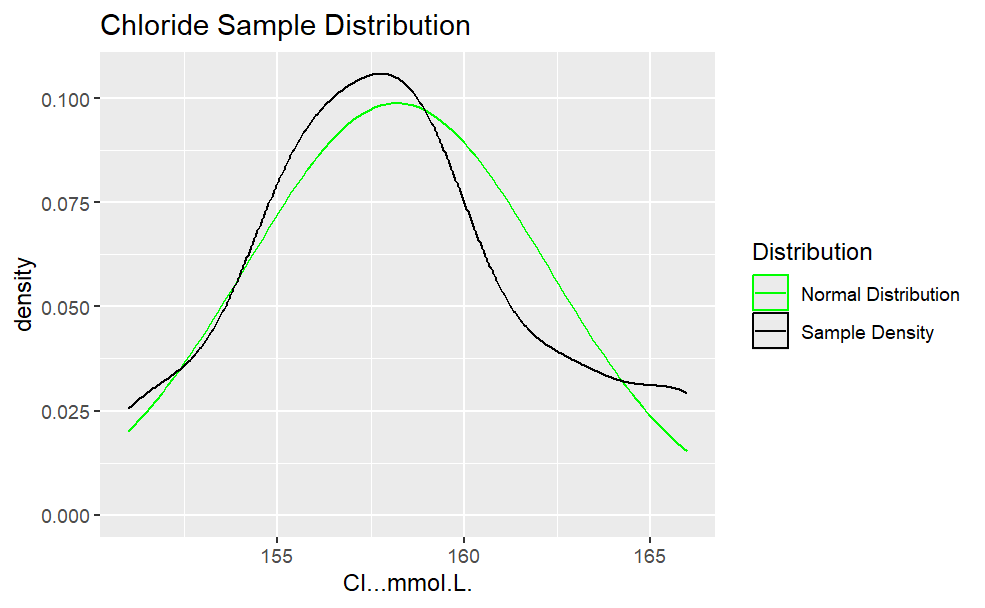 Chloride Sample Distribution
0.100
0.075
0.050
0.025
0.000
density
155 160 165
Cl...mmol.L.
Distribution
Normal Distribution
Sample Density